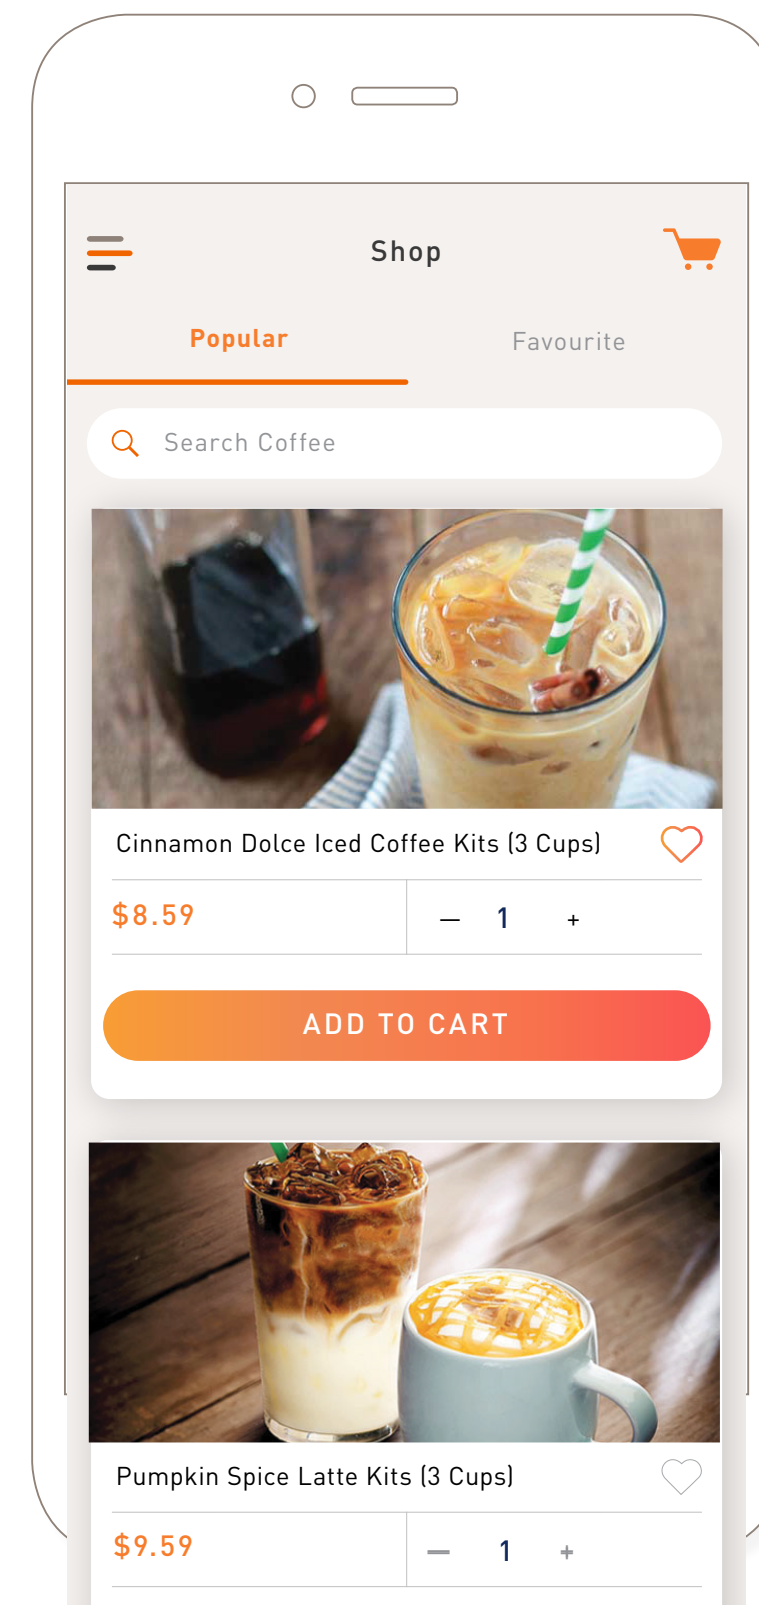 Shop
Popular Favourite
Search Coffee
Cinnamon Dolce Iced Coffee Kits (3 Cups)
$8.59 — 1 +
ADD TO CART
Pumpkin Spice Latte Kits (3 Cups)
$9.59 — 1 +